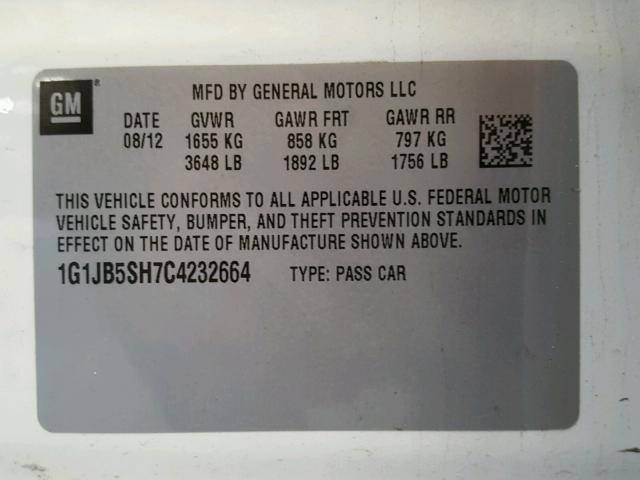 GM ®
MFD BY GENERAL MOTORS LLC
DATE GVWR GAWR FRT GAWR RR
08/12 1655 KG 858 KG 797 KG
3648 LB 1892 LB 1756 LB
THIS VEHICLE CONFORMS TO ALL APPLICABLE U.S. FEDERAL MOTOR
VEHICLE SAFETY, BUMPER, AND THEFT PREVENTION STANDARDS IN
EFFECT ON THE DATE OF MANUFACTURE SHOWN ABOVE.
1G1JB5SH7C4232664 TYPE: PASS CAR